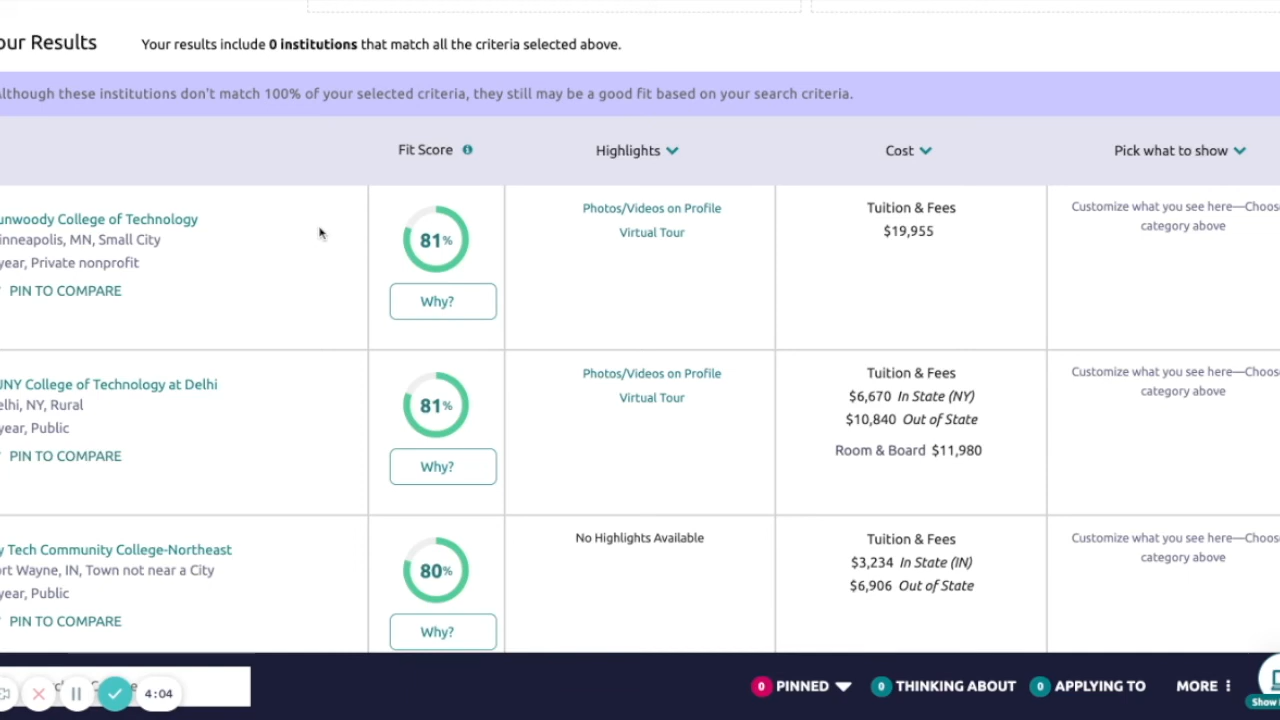 our Results
Your results include 0 institutions that match all the criteria selected above.
lthough these institutions don't match 100% of your selected criteria, they still may be a good fit based on your search criteria.
Fit Score
Highlights
Cost
Pick what to show
unwoody College of Technology
inneapolis, MN, Small City
year, Private nonprofit
PIN TO COMPARE
81%
Why?
Photos/Videos on Profile
Virtual Tour
Tuition & Fees
$19,955
Customize what you see here—Choose
category above
UNY College of Technology at Delhi
elhi, NY, Rural
year, Public
PIN TO COMPARE
81%
Why?
Photos/Videos on Profile
Virtual Tour
Tuition & Fees
$6,670 In State (NY)
$10,840 Out of State
Room & Board $11,980
Customize what you see here—Choose
category above
y Tech Community College-Northeast
ort Wayne, IN, Town not near a City
year, Public
PIN TO COMPARE
80%
Why?
No Highlights Available
Tuition & Fees
$3,234 In State (IN)
$6,906 Out of State
Customize what you see here—Choose
category above
4:04
0 PINNED
0 THINKING ABOUT
0 APPLYING TO
MORE
Show